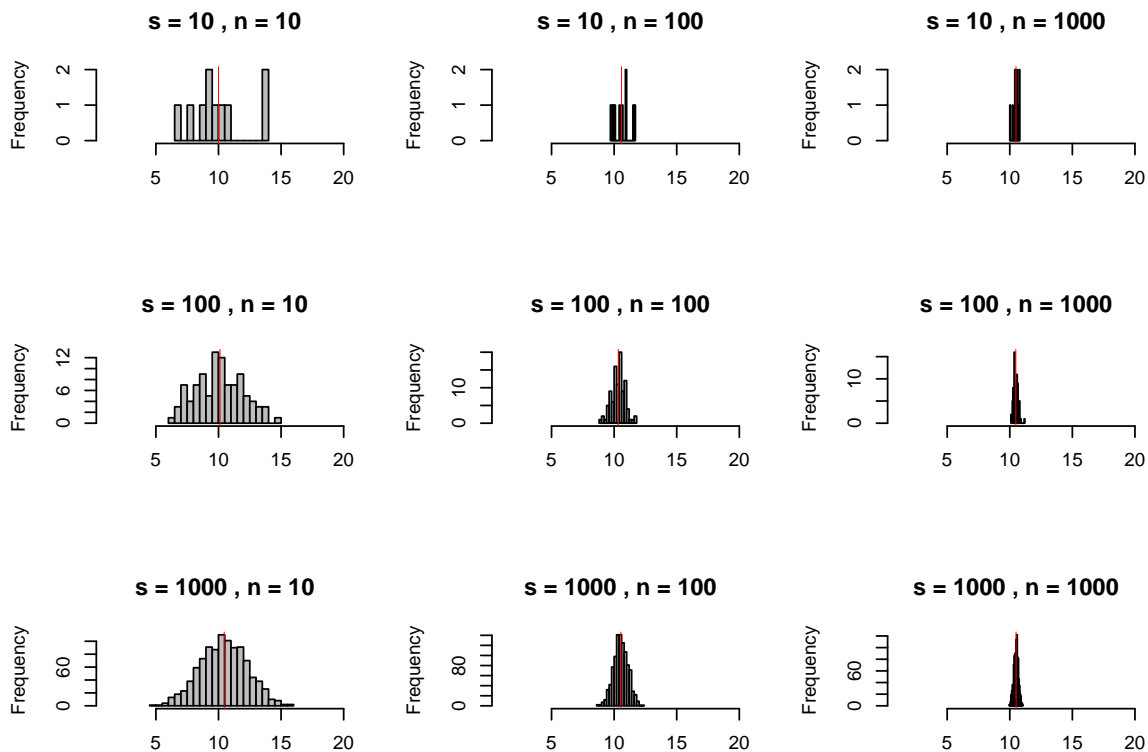 s = 10 , n = 10
s = 10 , n = 100
s = 10 , n = 1000
Frequency
0 1 2
5 10 15 20
Frequency
0 1 2
5 10 15 20
Frequency
0 1 2
5 10 15 20
s = 100 , n = 10
s = 100 , n = 100
s = 100 , n = 1000
Frequency
0 6 12
5 10 15 20
Frequency
0 10
5 10 15 20
Frequency
0 10
5 10 15 20
s = 1000 , n = 10
s = 1000 , n = 100
s = 1000 , n = 1000
Frequency
0 60
5 10 15 20
Frequency
0 80
5 10 15 20
Frequency
0 60
5 10 15 20